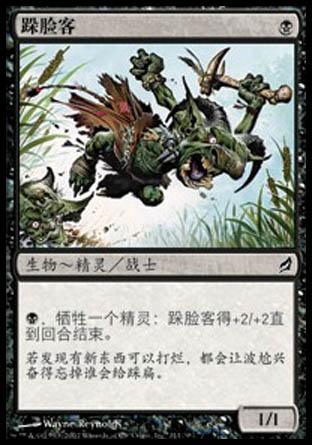 跺脸客
生物～精灵／战士
，牺牲一个精灵：跺脸客得+2/+2直
到回合结束。
若发现有新东西可以打烂，都会让波尬兴
奋得忘掉谁会给踩扁。
Wayne Reynolds
1/1